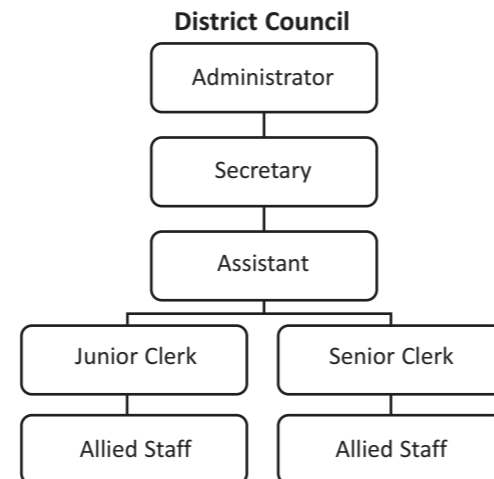 District Council
Administrator
Secretary
Assistant
Junior Clerk
Senior Clerk
Allied Staff
Allied Staff